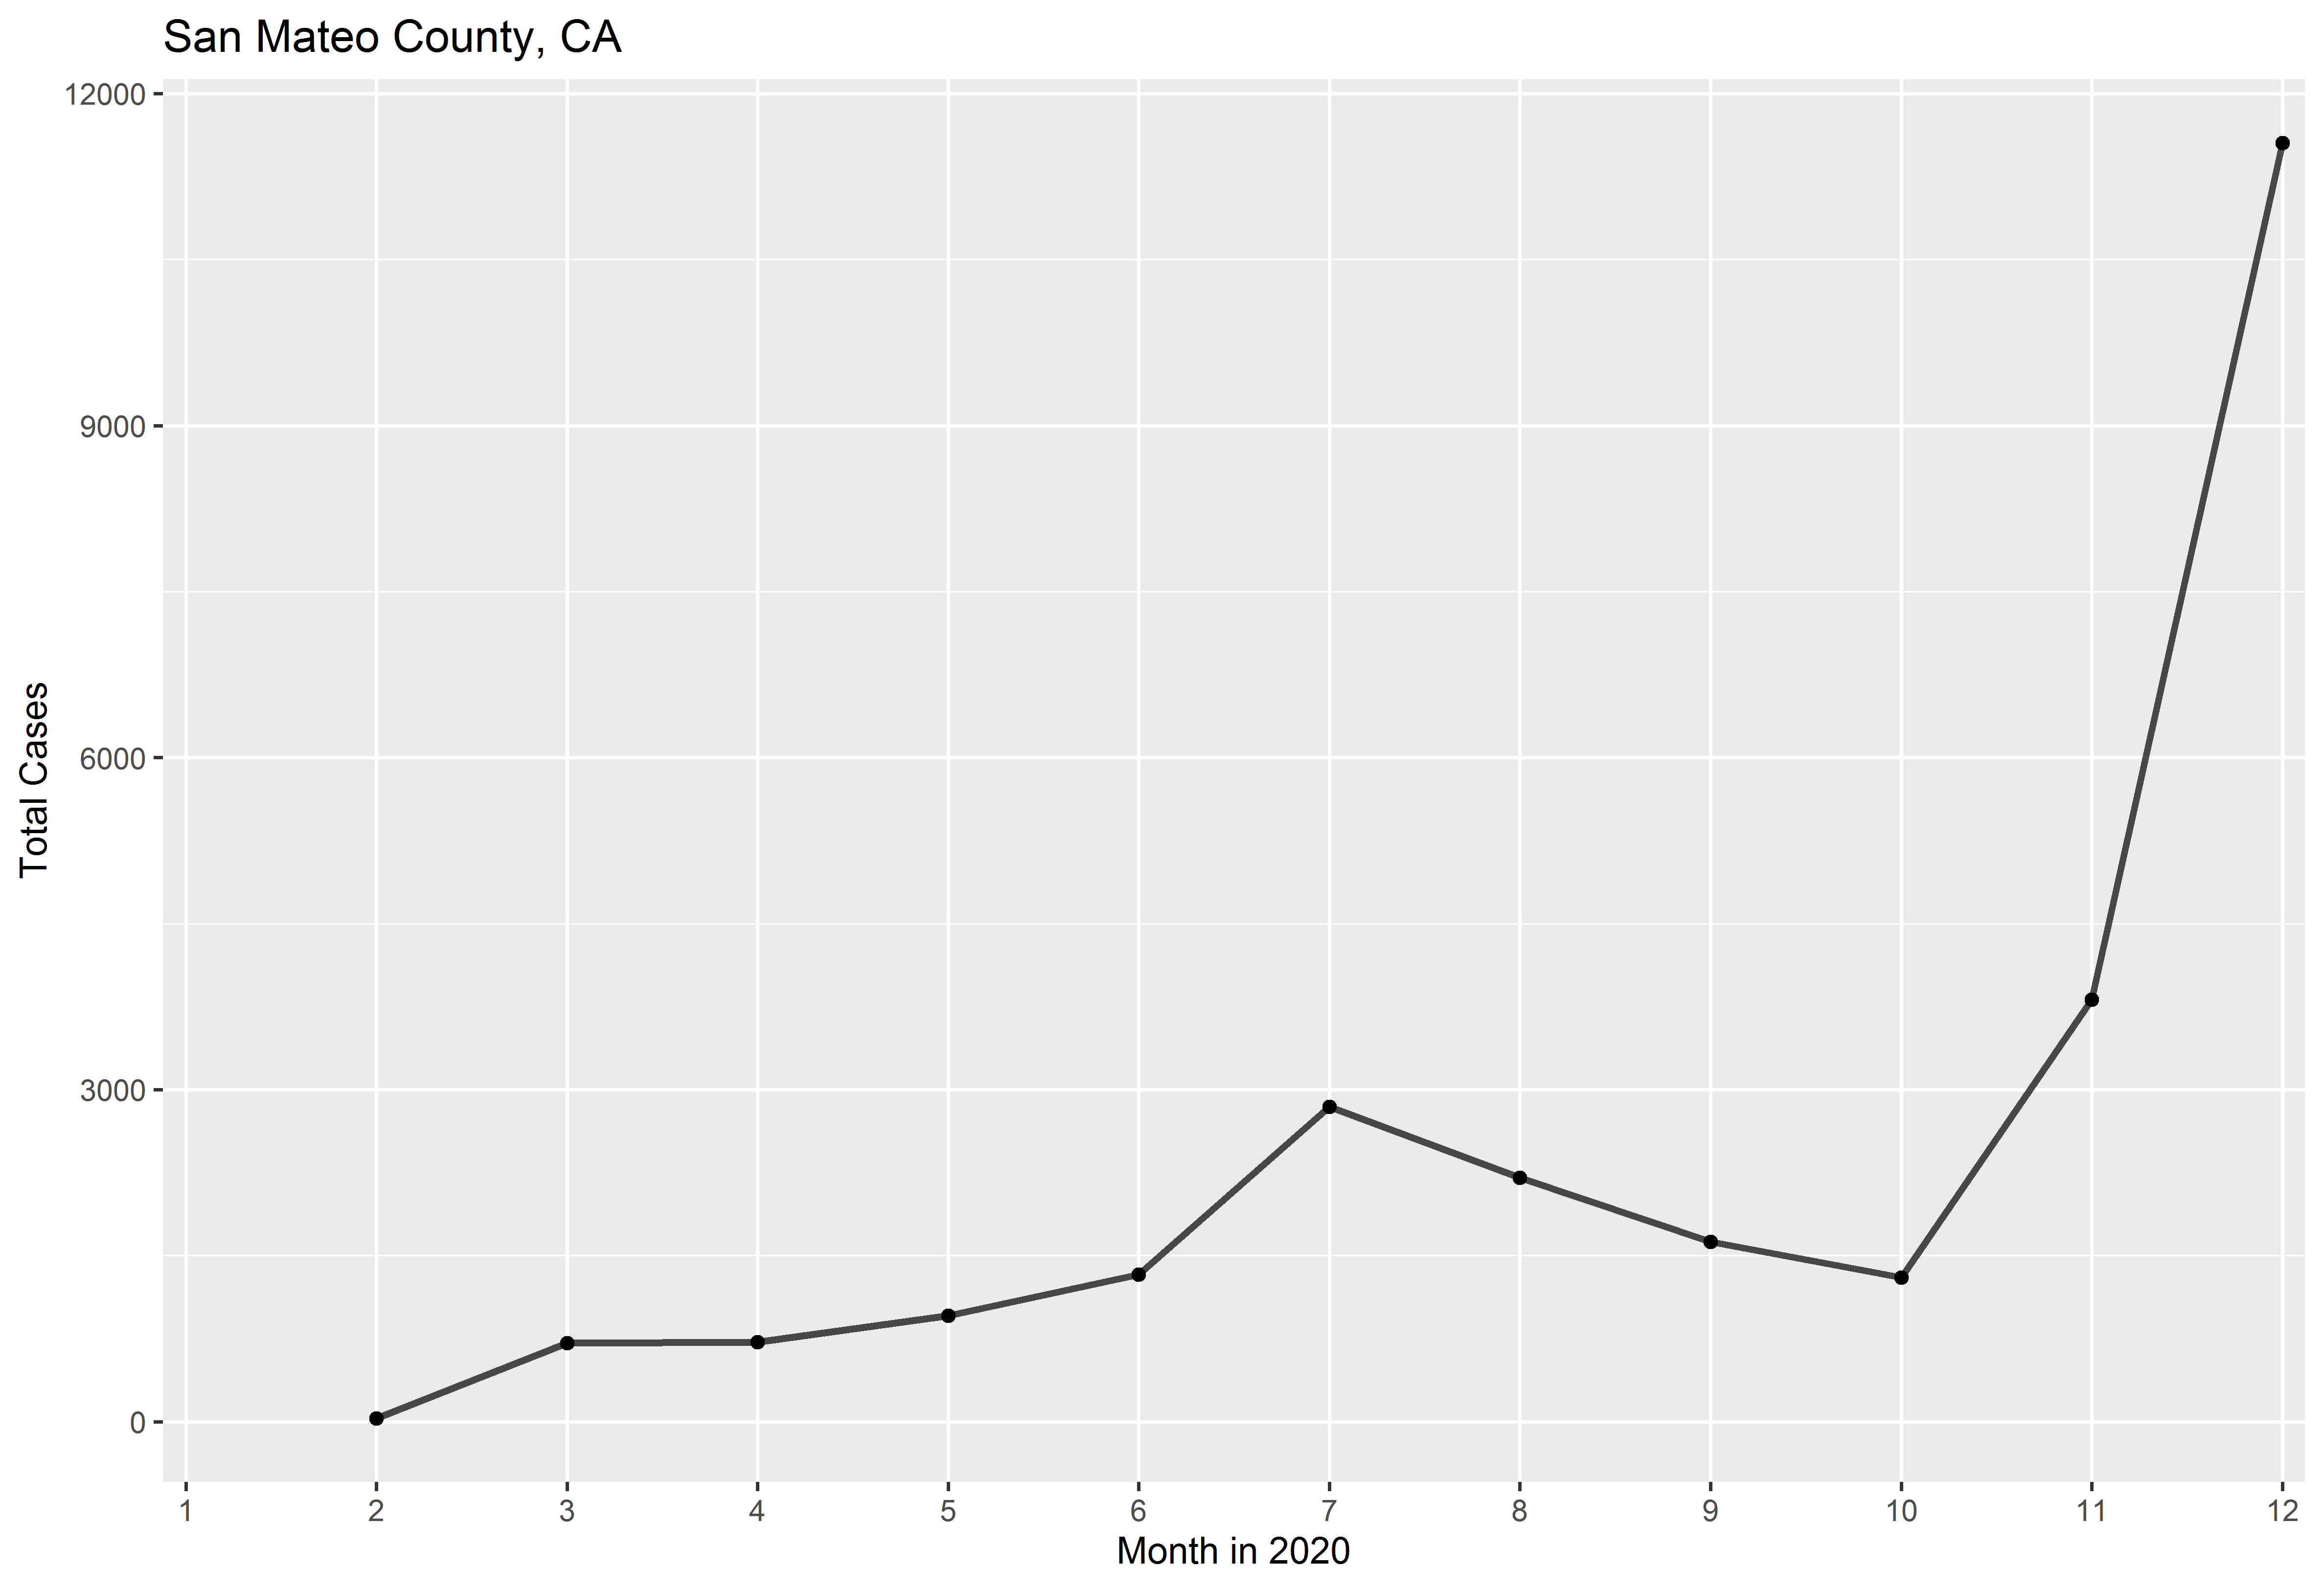 San Mateo County, CA
12000
9000
6000
3000
0
Total Cases
1 2 3 4 5 6 7 8 9 10 11 12
Month in 2020